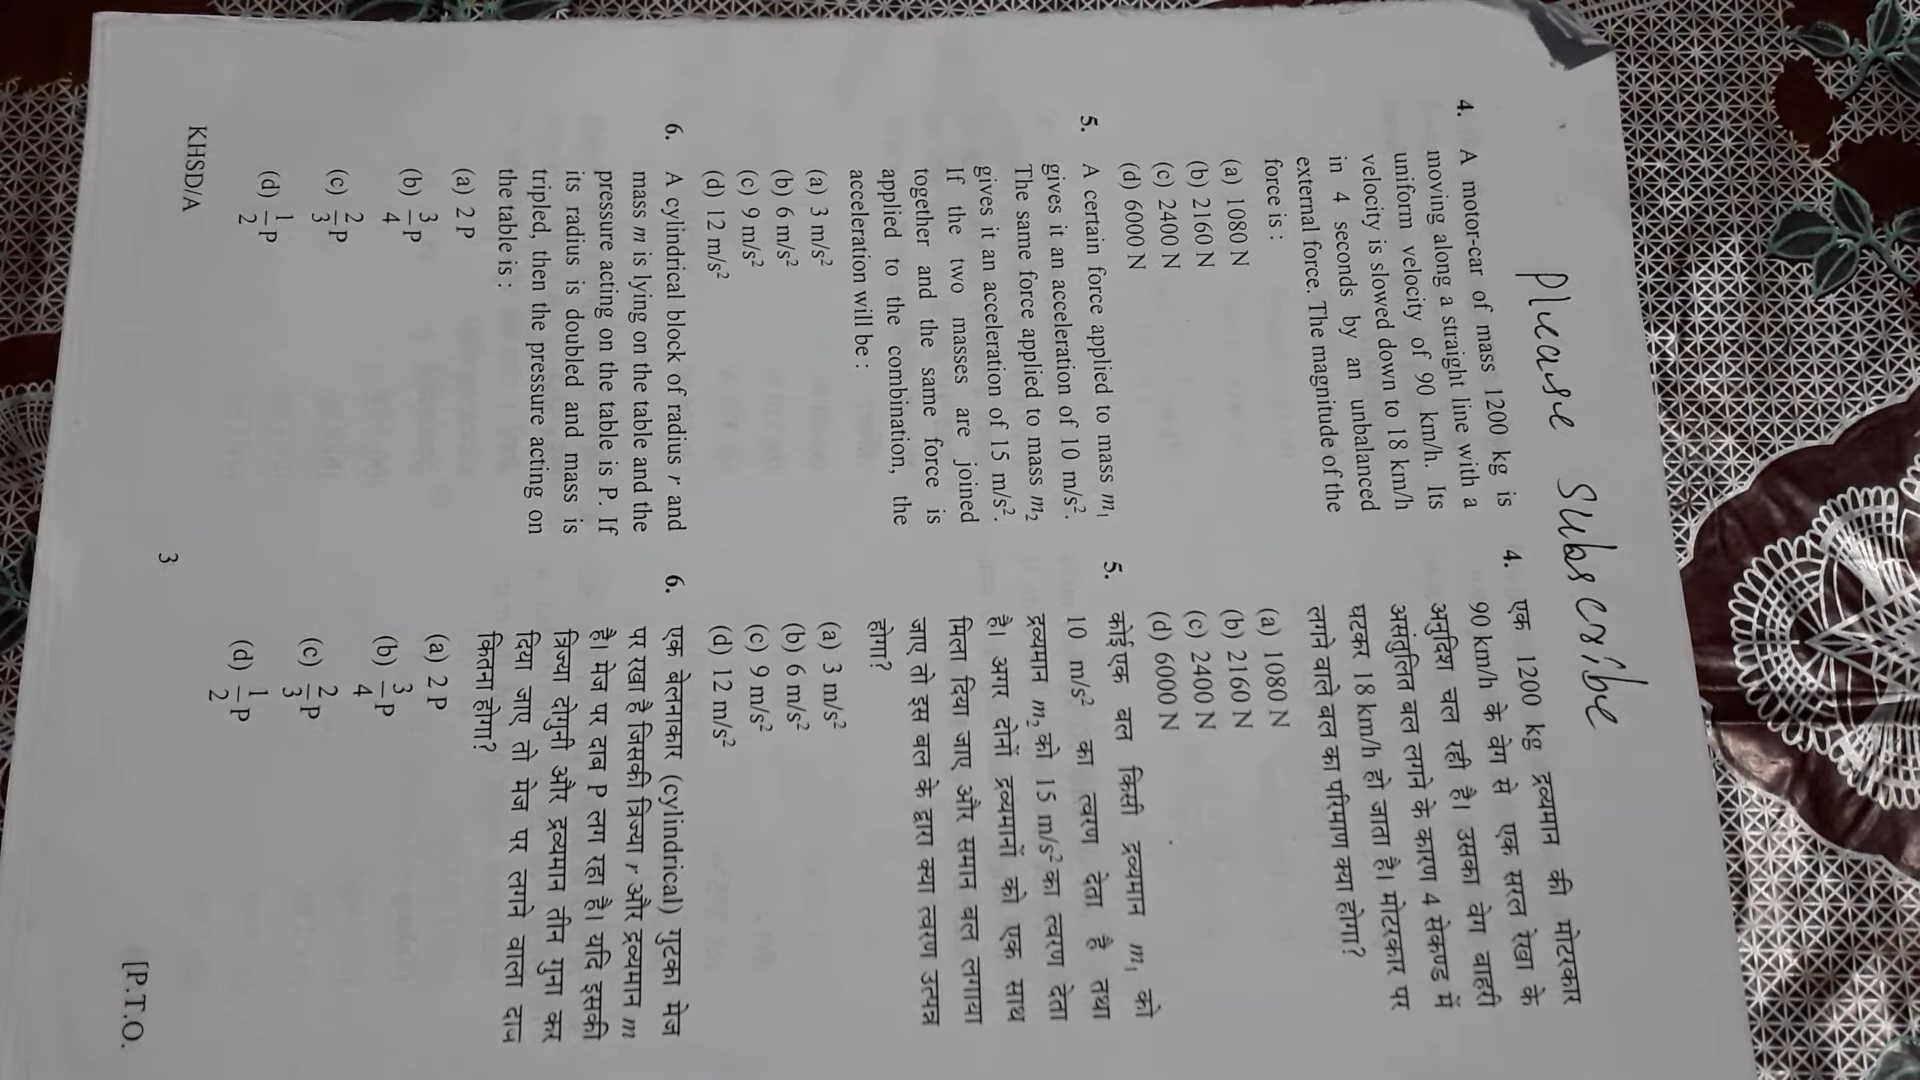 Please Subscribe
4. A motor-car of mass 1200 kg is
moving along a straight line with a
uniform velocity of 90 km/h. Its
velocity is slowed down to 18 km/h
in 4 seconds by an unbalanced
external force. The magnitude of the
force is :
(a) 1080 N
(b) 2160 N
(c) 2400 N
(d) 6000 N
5. A certain force applied to mass m₁
gives it an acceleration of 10 m/s².
The same force applied to mass m₂
gives it an acceleration of 15 m/s².
If the two masses are joined
together and the same force is
applied to the combination, the
acceleration will be :
(a) 3 m/s²
(b) 6 m/s²
(c) 9 m/s²
(d) 12 m/s²
6. A cylindrical block of radius r and
mass m is lying on the table and the
pressure acting on the table is P. If
its radius is doubled and mass is
tripled, then the pressure acting on
the table is :
(a) 2 P
(b) 3/4 P
(c) 2/3 P
(d) 1/2 P
4. एक 1200 kg द्रव्यमान की मोटरकार
90 km/h के वेग से एक सरल रेखा के
अनुदिश चल रही है। उसका वेग बाहरी
असंतुलित बल लगने के कारण 4 सेकण्ड में
घटकर 18 km/h हो जाता है। मोटरकार पर
लगने वाले बल का परिमाण क्या होगा?
(a) 1080 N
(b) 2160 N
(c) 2400 N
(d) 6000 N
5. कोई एक बल किसी द्रव्यमान m₁ को
10 m/s² का त्वरण देता है तथा
द्रव्यमान m₂ को 15 m/s² का त्वरण देता
है। अगर दोनों द्रव्यमानों को एक साथ
मिला दिया जाए और समान बल लगाया
जाए तो इस बल के द्वारा क्या त्वरण उत्पन्न
होगा?
(a) 3 m/s²
(b) 6 m/s²
(c) 9 m/s²
(d) 12 m/s²
6. एक बेलनाकार (cylindrical) गुटका मेज
पर रखा है जिसकी त्रिज्या r और द्रव्यमान m
है। मेज पर दाब P लग रहा है। यदि इसकी
त्रिज्या दोगुनी और द्रव्यमान तीन गुना कर
दिया जाए तो मेज पर लगने वाला दाब
कितना होगा?
(a) 2 P
(b) 3/4 P
(c) 2/3 P
(d) 1/2 P
KHSD/A
3
[P.T.O.